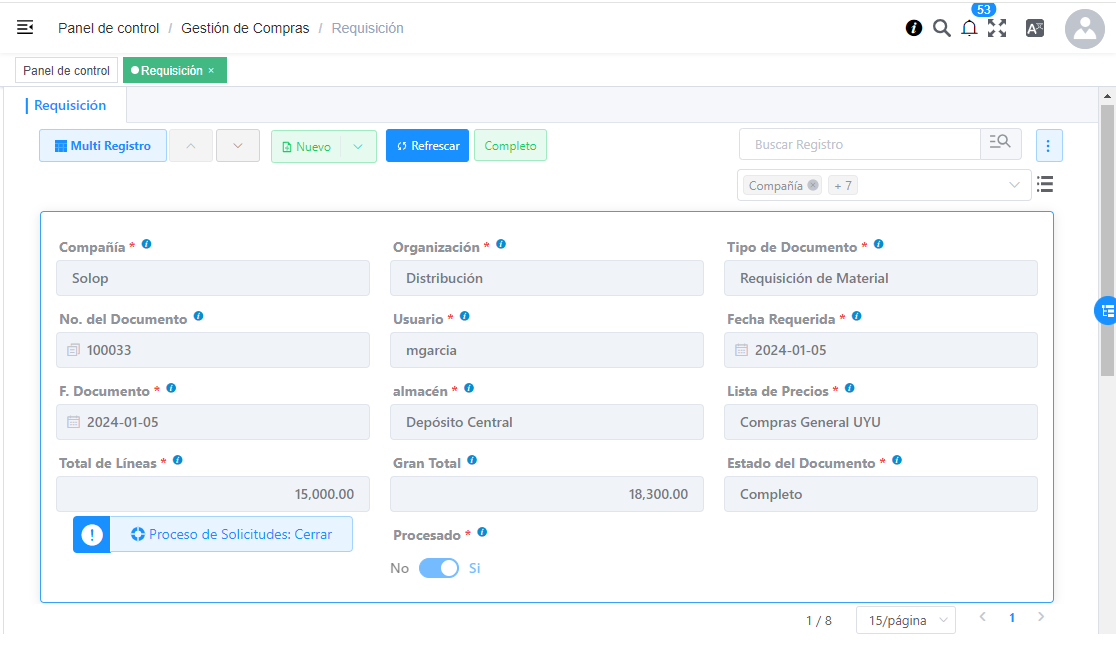 53
Panel de control / Gestión de Compras / Requisición
Panel de control
Requisición ×
Requisición
Multi Registro
Nuevo
Refrescar
Completo
Buscar Registro
Compañía
+ 7
Compañía *
Organización *
Tipo de Documento *
Solop
Distribución
Requisición de Material
No. del Documento
Usuario *
Fecha Requerida *
100033
mgarcia
2024-01-05
F. Documento *
almacén *
Lista de Precios *
2024-01-05
Depósito Central
Compras General UYU
Total de Líneas *
Gran Total
Estado del Documento *
15,000.00
18,300.00
Completo
Proceso de Solicitudes: Cerrar
Procesado *
No
Si
1 / 8
15/página
1